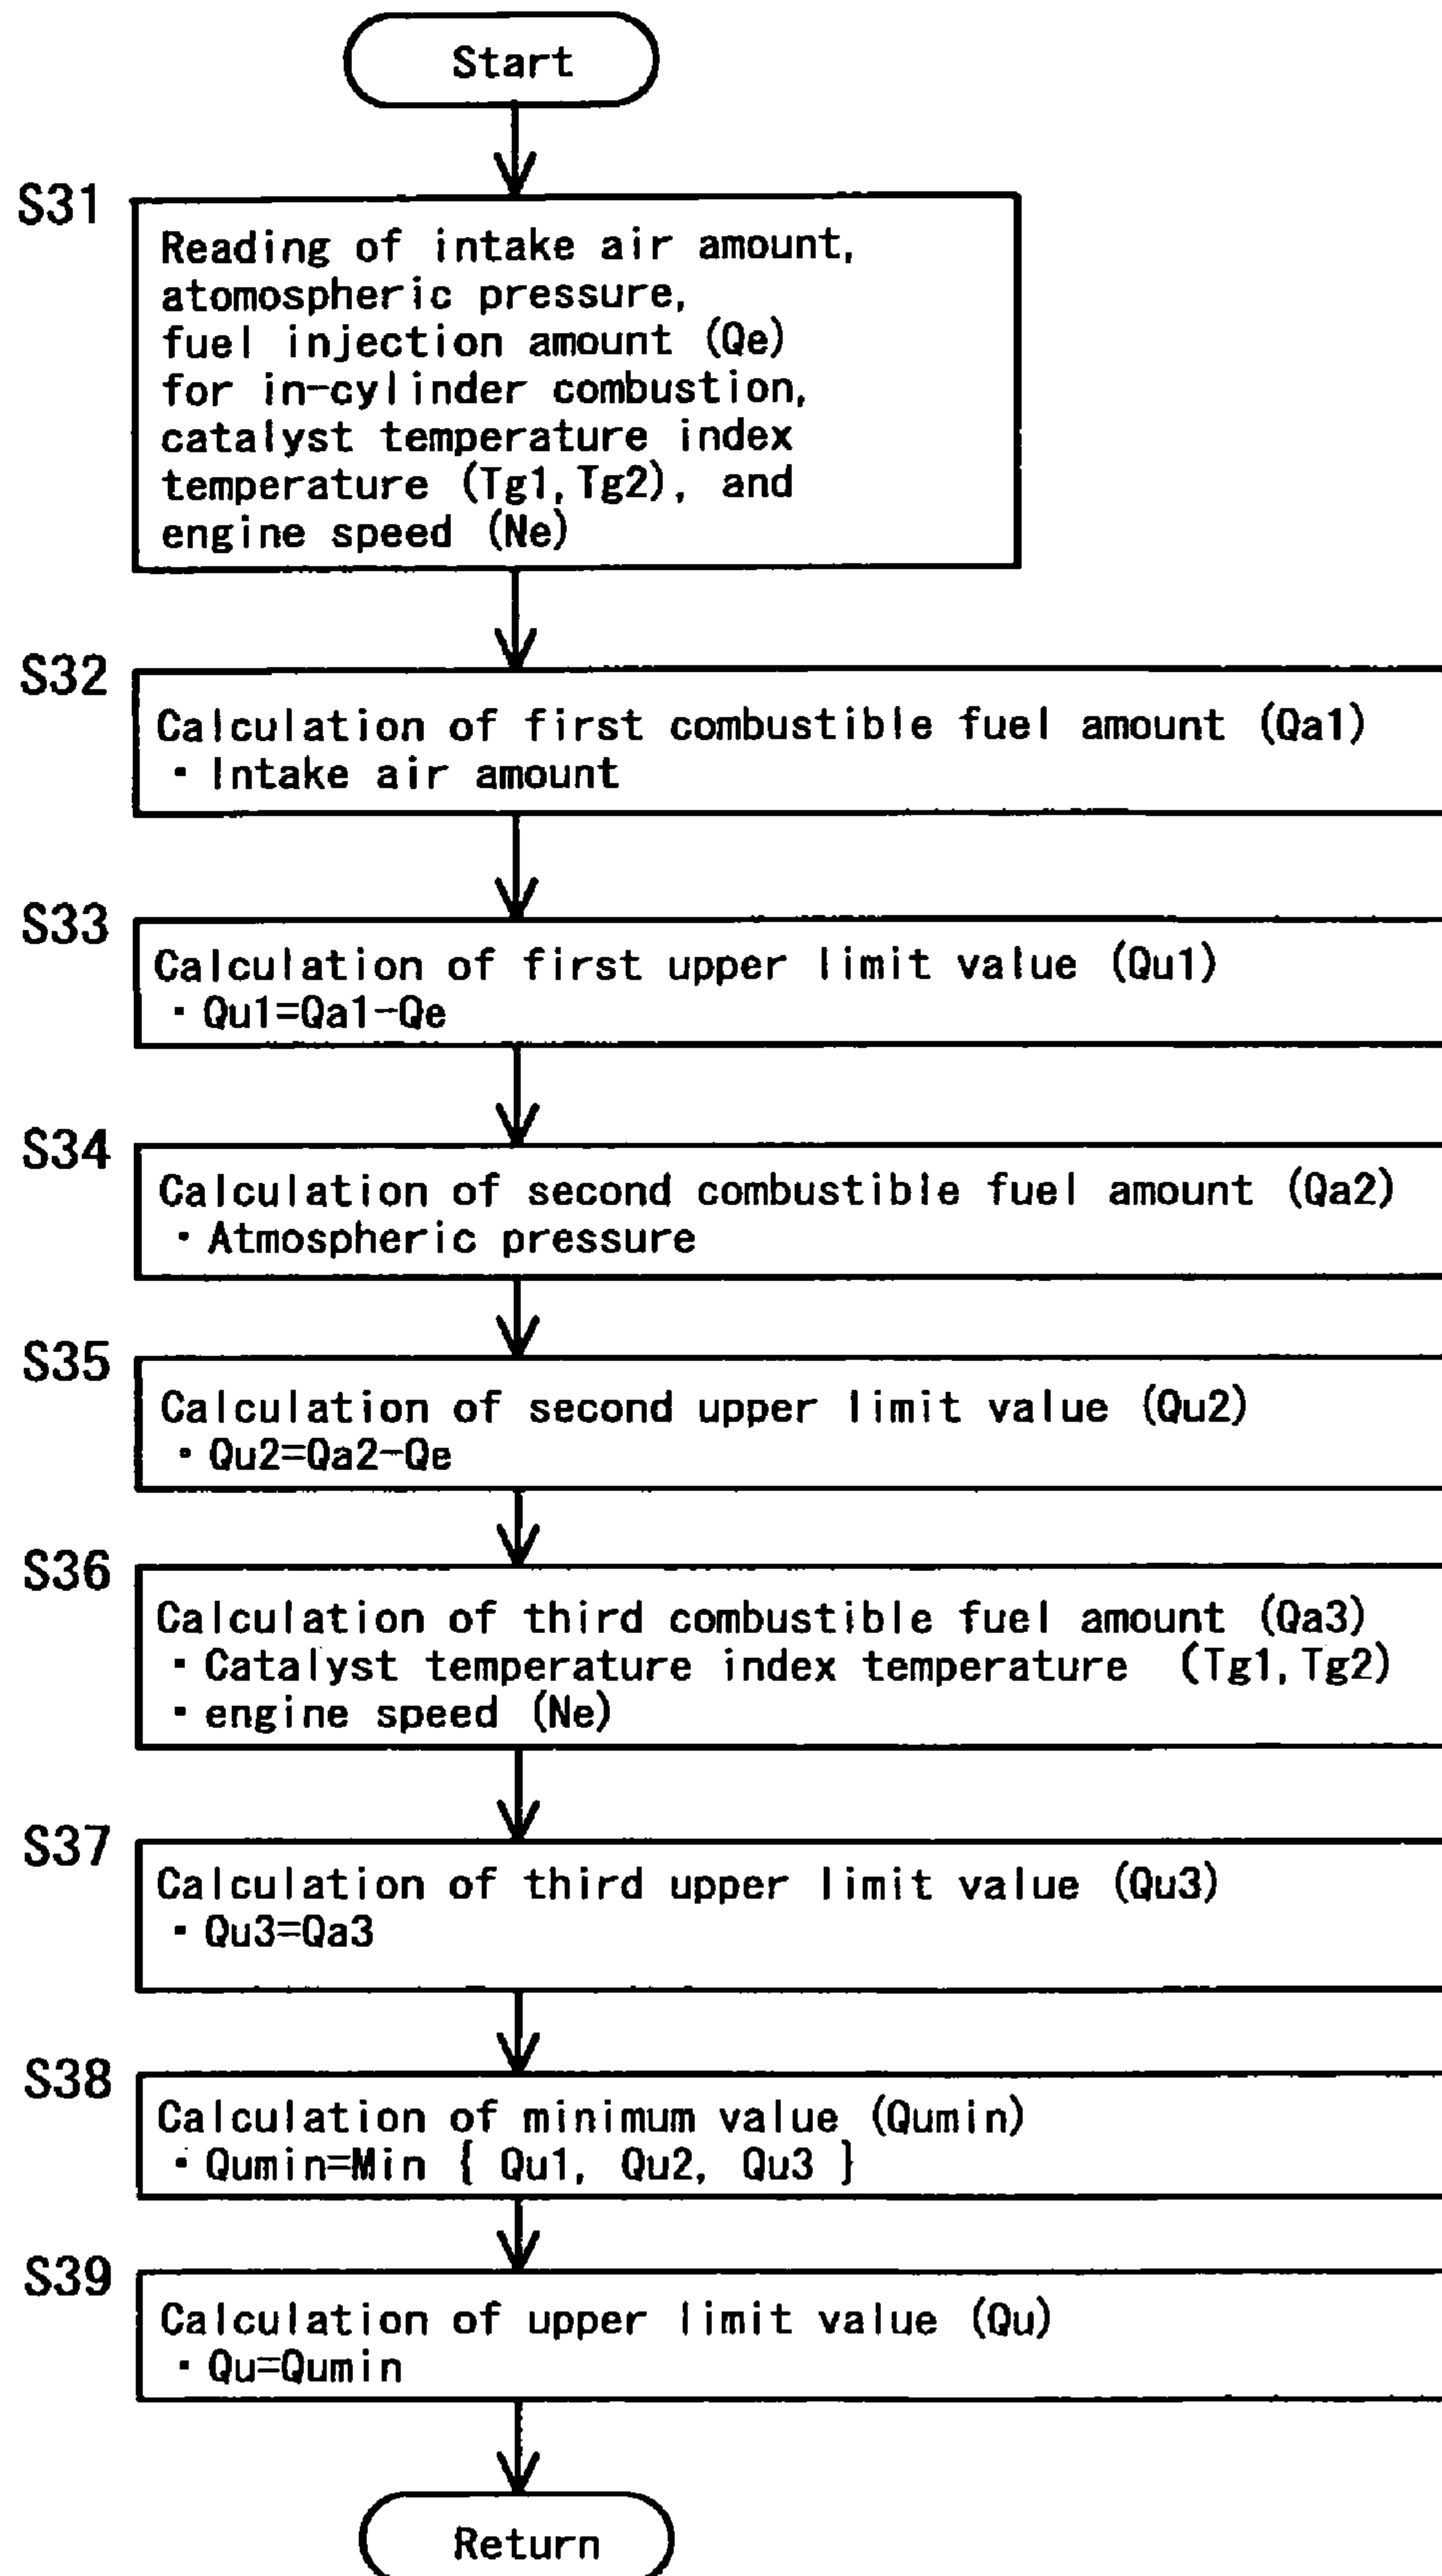 Start
S31
Reading of intake air amount,
atomospheric pressure,
fuel injection amount (Qe)
for in-cylinder combustion,
catalyst temperature index
temperature (Tg1,Tg2), and
engine speed (Ne)
S32
Calculation of first combustible fuel amount (Qa1)
・Intake air amount
S33
Calculation of first upper limit value (Qu1)
・Qu1=Qa1-Qe
S34
Calculation of second combustible fuel amount (Qa2)
・Atmospheric pressure
S35
Calculation of second upper limit value (Qu2)
・Qu2=Qa2-Qe
S36
Calculation of third combustible fuel amount (Qa3)
・Catalyst temperature index temperature (Tg1,Tg2)
・engine speed (Ne)
S37
Calculation of third upper limit value (Qu3)
・Qu3=Qa3
S38
Calculation of minimum value (Qumin)
・Qumin=Min { Qu1, Qu2, Qu3 }
S39
Calculation of upper limit value (Qu)
・Qu=Qumin
Return